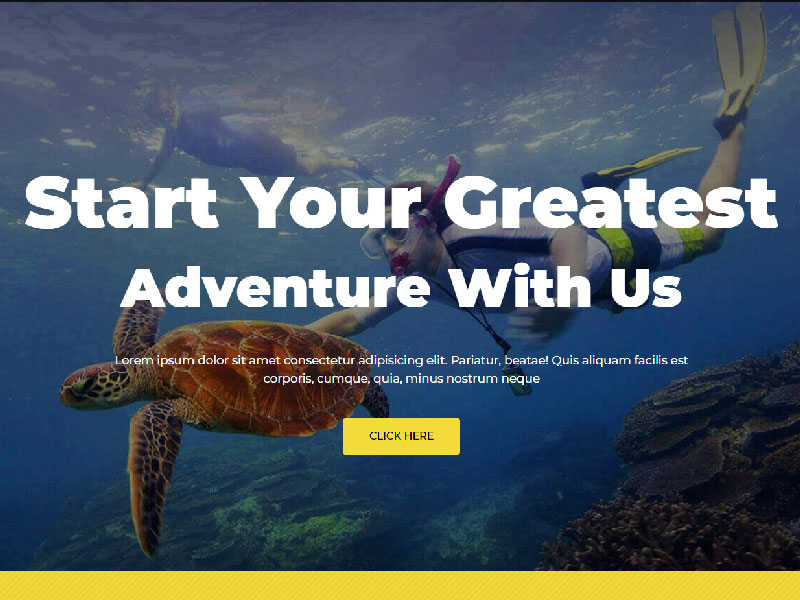 Start Your Greatest
Adventure With Us
Lorem ipsum dolor sit amet consectetur adipisicing elit. Pariatur, beatae! Quis aliquam facilis est
corporis, cumque, quia, minus nostrum neque
CLICK HERE